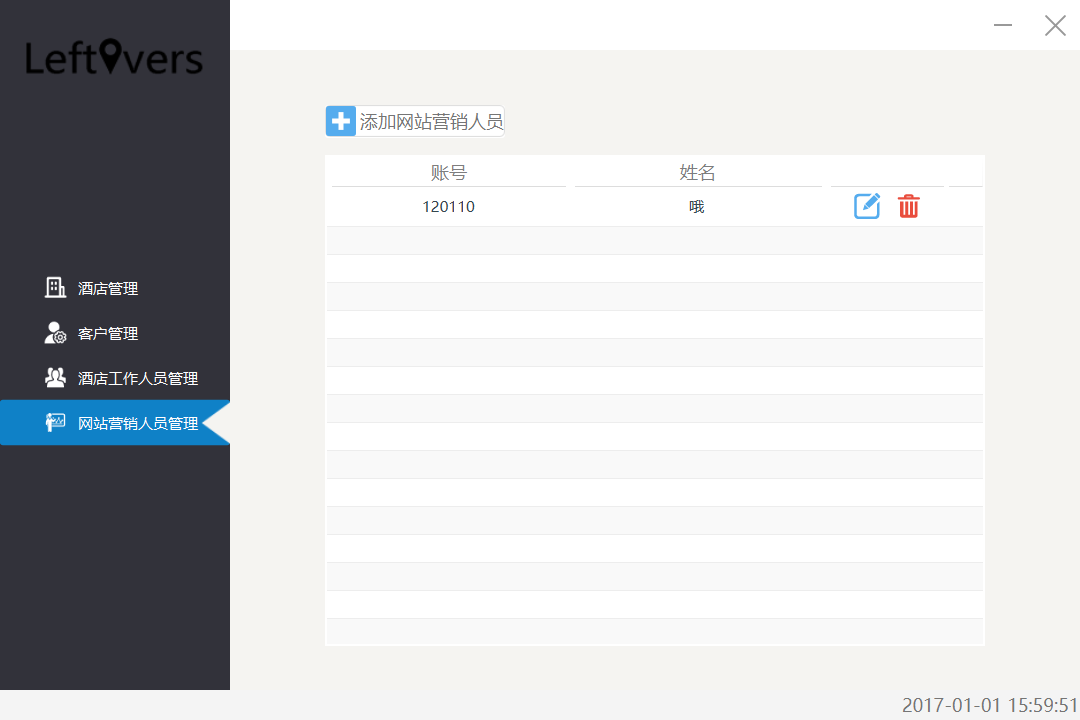 Leftovers
添加网站营销人员
账号 姓名
120110 哦
酒店管理
客户管理
酒店工作人员管理
网站营销人员管理
2017-01-01 15:59:51